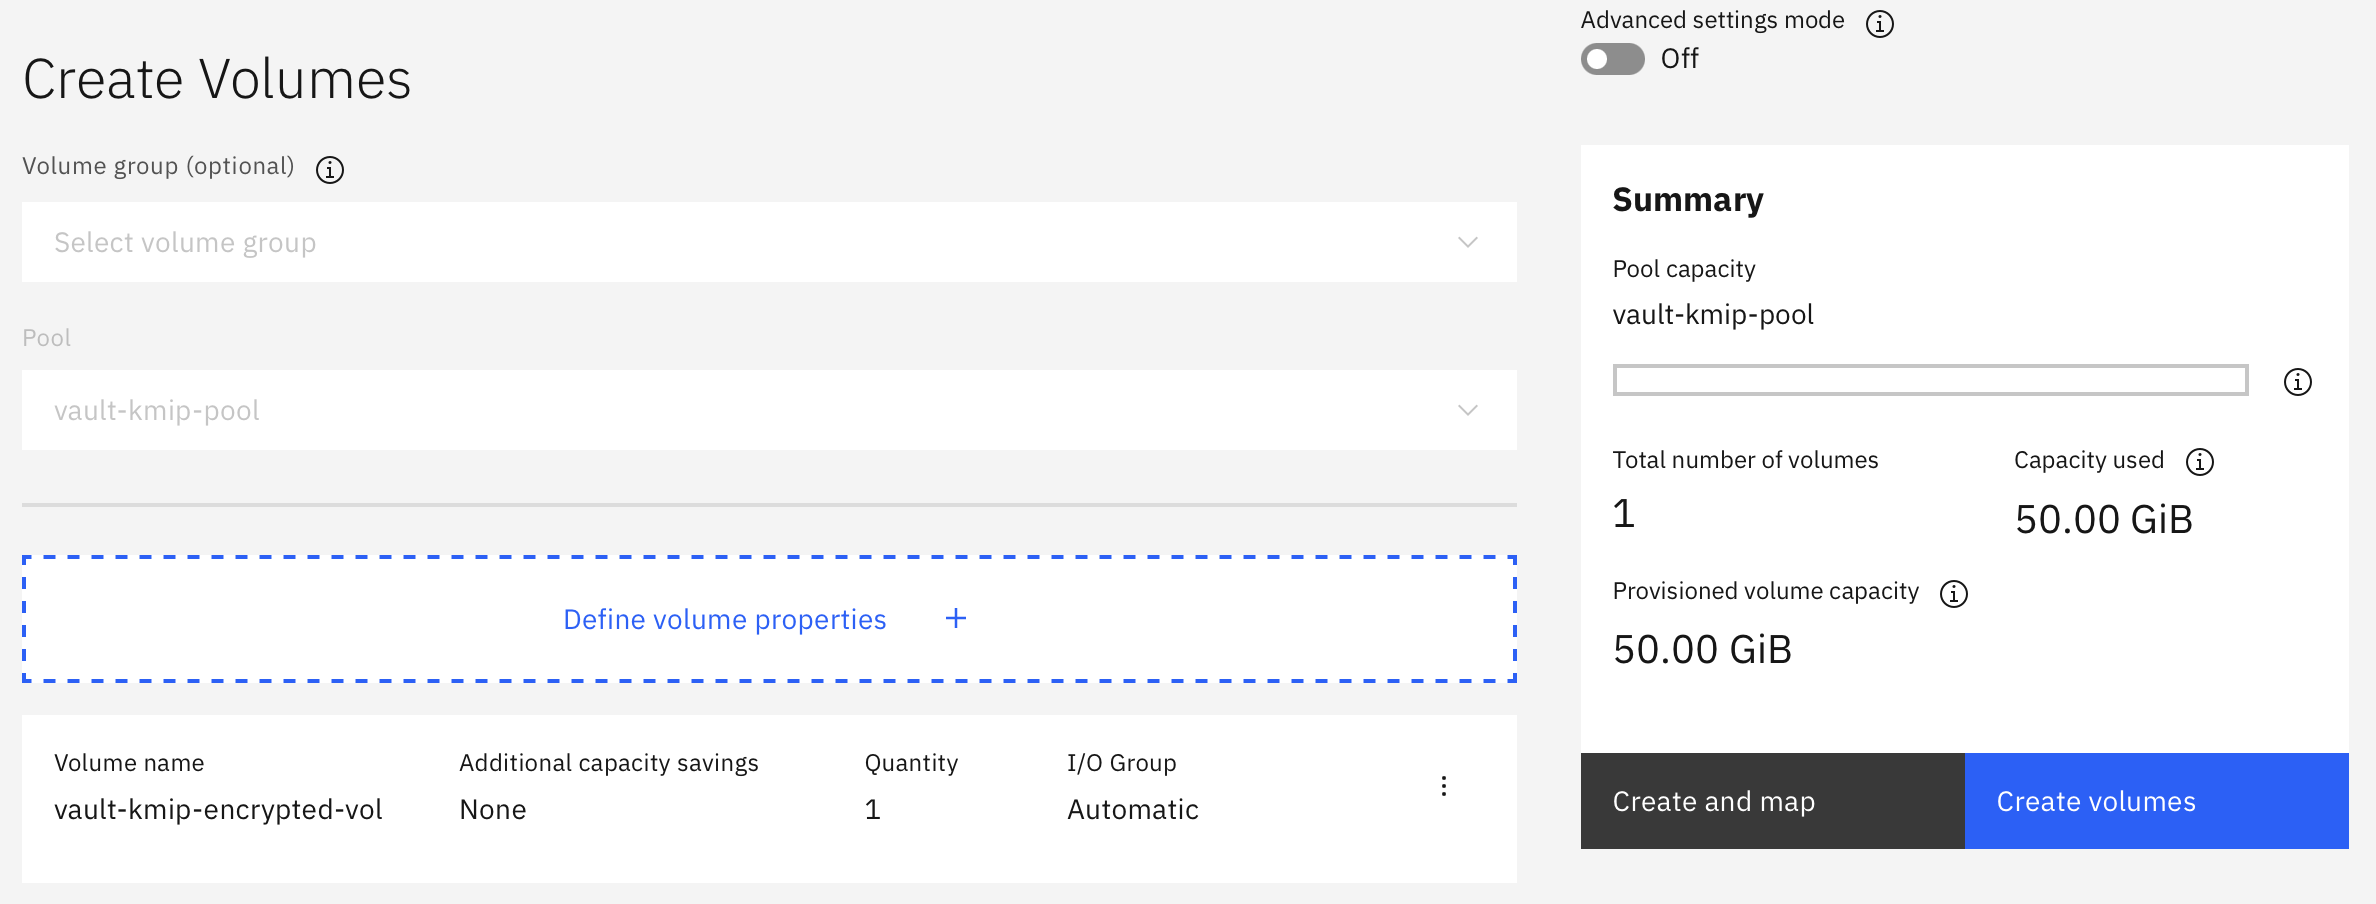 Create Volumes
Volume group (optional)
Select volume group
Pool
vault-kmip-pool
Define volume properties +
Volume name Additional capacity savings Quantity I/O Group
vault-kmip-encrypted-vol None 1 Automatic
Advanced settings mode
Off
Summary
Pool capacity
vault-kmip-pool
Total number of volumes Capacity used
1 50.00 GiB
Provisioned volume capacity
50.00 GiB
Create and map Create volumes